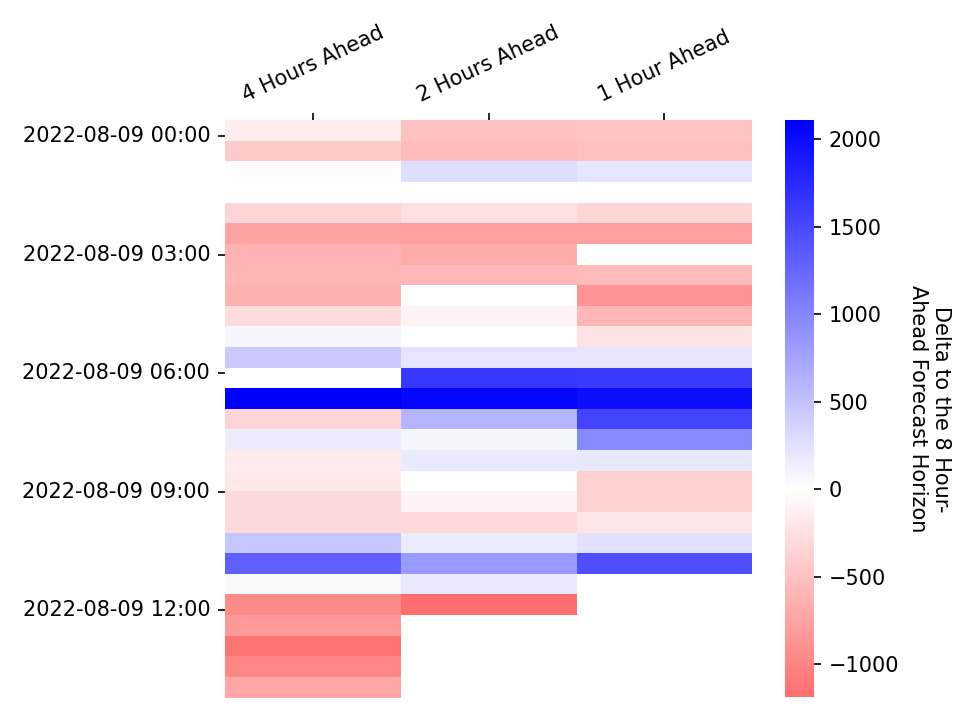 4 Hours Ahead
2 Hours Ahead
1 Hour Ahead
2022-08-09 00:00
2022-08-09 03:00
2022-08-09 06:00
2022-08-09 09:00
2022-08-09 12:00
2000
1500
1000
500
0
−500
−1000
Delta to the 8 Hour-
Ahead Forecast Horizon